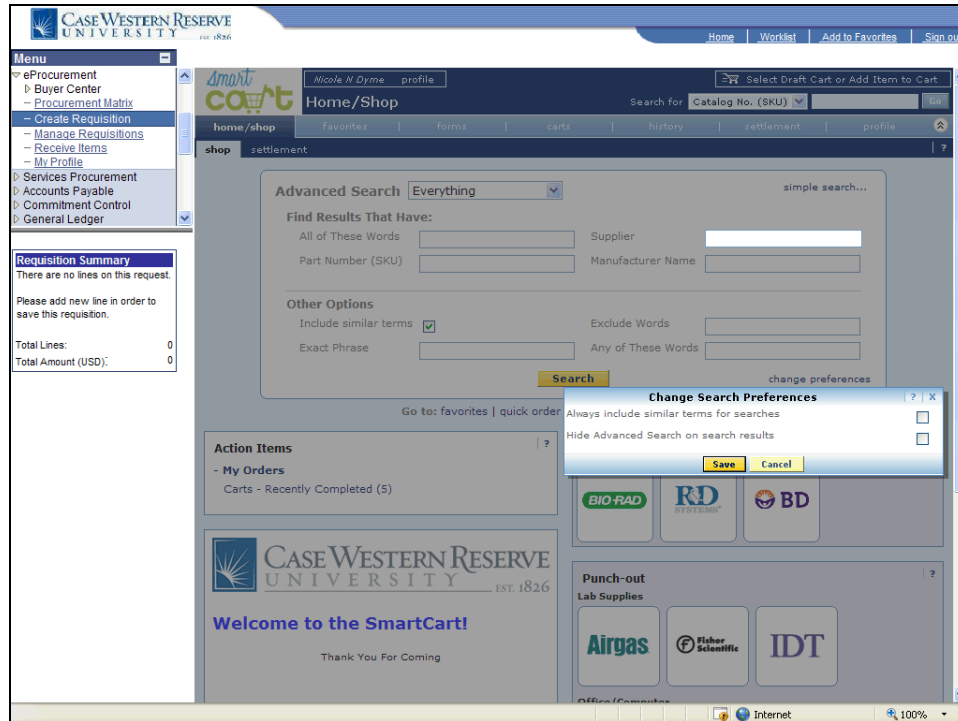 CASE WESTERN RESERVE
UNIVERSITY EST. 1826
Home Worklist Add to Favorites Sign ou
Menu
eProcurement
Buyer Center
Procurement Matrix
Create Requisition
Manage Requisitions
Receive Items
My Profile
Services Procurement
Accounts Payable
Commitment Control
General Ledger
Requisition Summary
There are no lines on this request.
Please add new line in order to
save this requisition.
Total Lines: 0
Total Amount (USD): 0
smart
cart
Nicole N Dyme profile
Select Draft Cart or Add Item to Cart
Home/Shop
Search for Catalog No. (SKU) Go
home/shop favorites | forms | carts | history | settlement | profile
shop settlement ?
Advanced Search Everything simple search...
Find Results That Have:
All of These Words Supplier
Part Number (SKU) Manufacturer Name
Other Options
Include similar terms Exclude Words
Exact Phrase Any of These Words
Search change preferences
Go to: favorites | quick order
Change Search Preferences ? X
Always include similar terms for searches
Hide Advanced Search on search results
Save Cancel
Action Items ?
- My Orders
Carts - Recently Completed (5)
BIO-RAD R&D SYSTEMS BD
CASE WESTERN RESERVE
UNIVERSITY EST. 1826
Welcome to the SmartCart!
Thank You For Coming
Punch-out ?
Lab Supplies
Airgas Fisher Scientific IDT
Office/Computer
Internet 100%